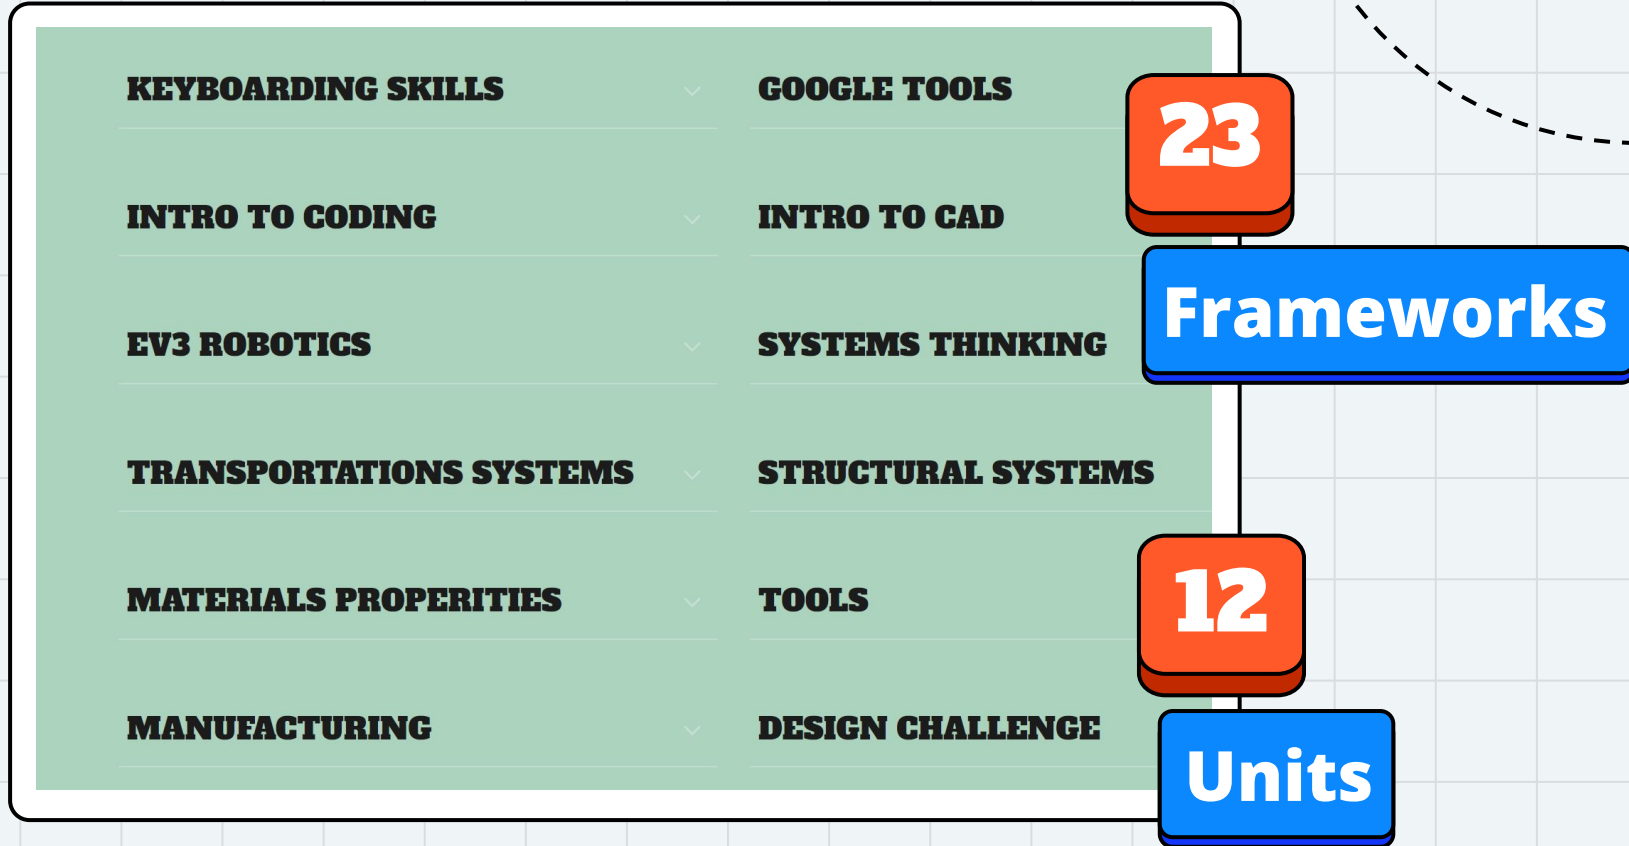 KEYBOARDING SKILLS
GOOGLE TOOLS
23
INTRO TO CODING
INTRO TO CAD
Frameworks
EV3 ROBOTICS
SYSTEMS THINKING
TRANSPORTATIONS SYSTEMS
STRUCTURAL SYSTEMS
12
MATERIALS PROPERITIES
TOOLS
MANUFACTURING
DESIGN CHALLENGE
Units